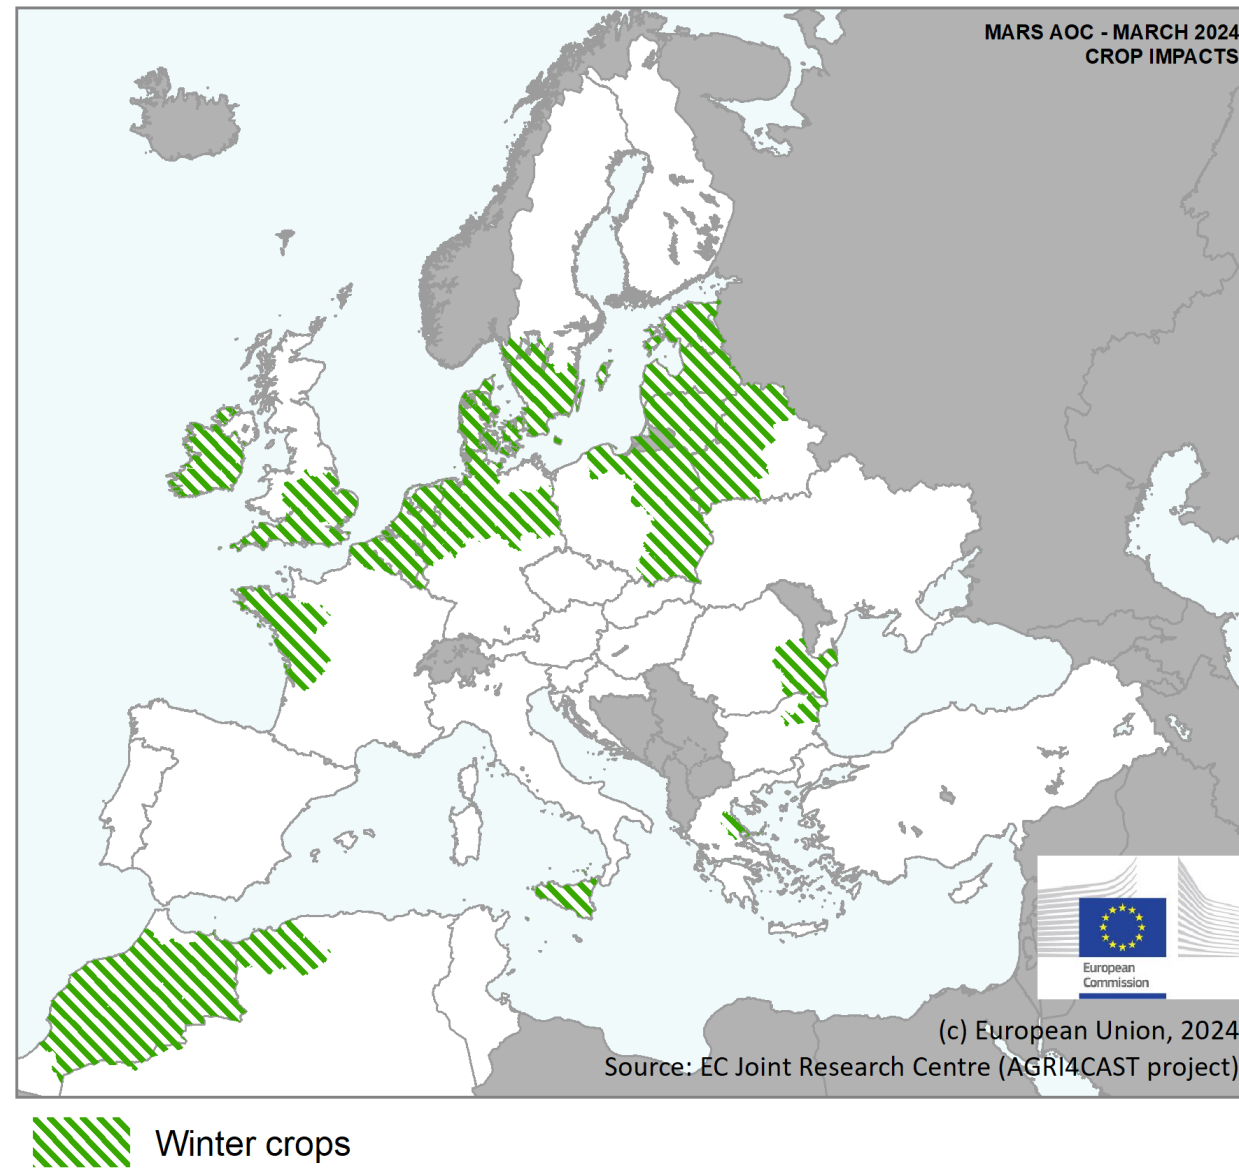 MARS AOC - MARCH 2024
CROP IMPACTS
European
Commission
(c) European Union, 2024
Source: EC Joint Research Centre (AGRI4CAST project)
Winter crops